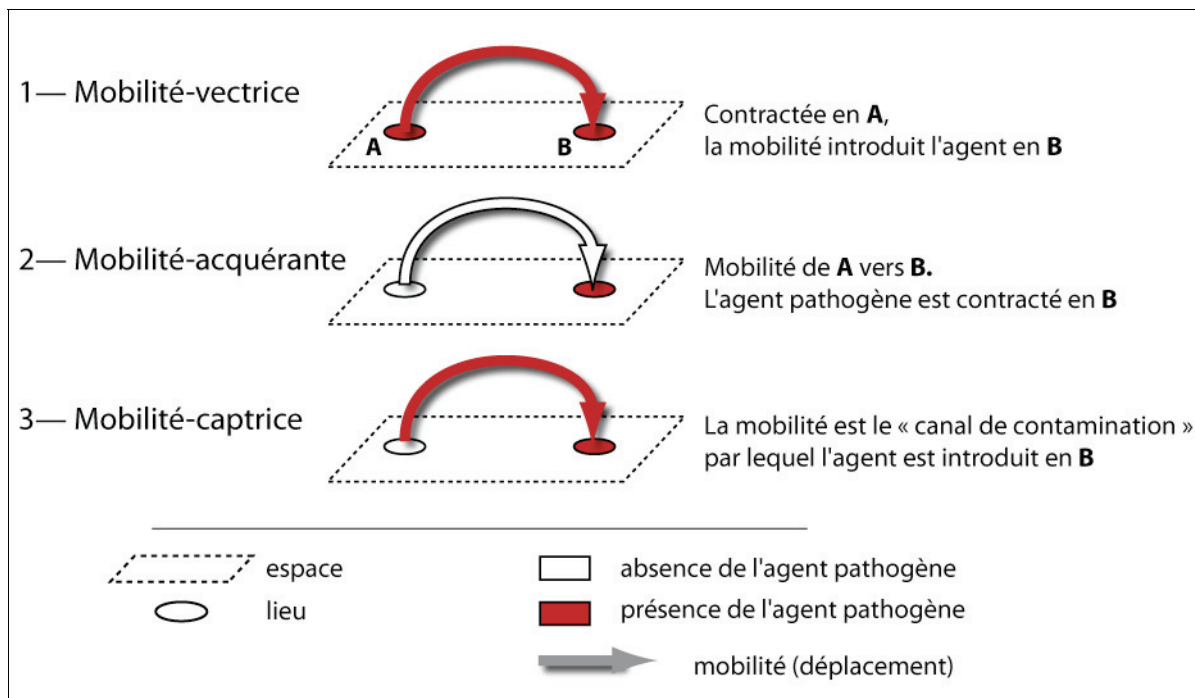 1— Mobilité-vectrice
A
B
Contractée en A,
la mobilité introduit l'agent en B
2— Mobilité-acquérante
Mobilité de A vers B.
L'agent pathogène est contracté en B
3— Mobilité-captrice
La mobilité est le « canal de contamination »
par lequel l'agent est introduit en B
espace
lieu
absence de l'agent pathogène
présence de l'agent pathogène
mobilité (déplacement)